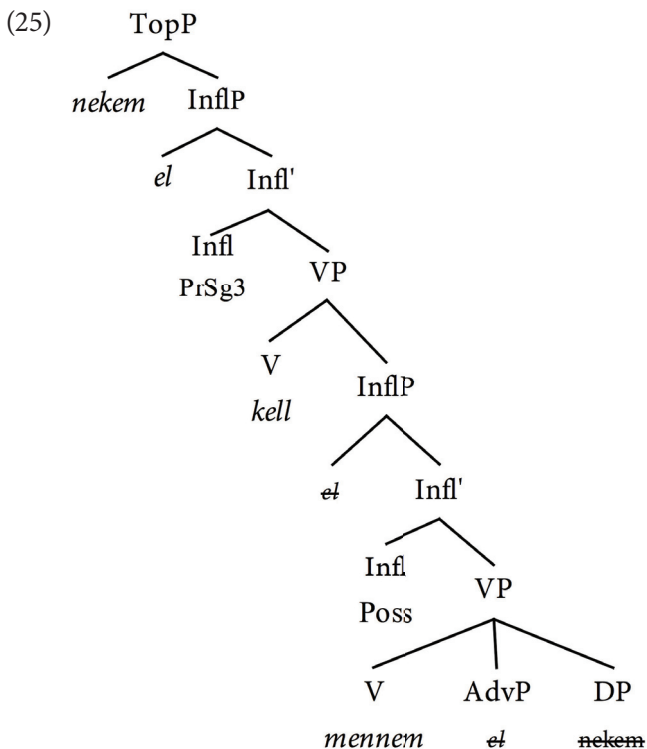 (25) TopP
nekem InflP
el Infl'
Infl
PrSg3 VP
V
kell InflP
el Infl'
Infl
Poss VP
V AdvP DP
mennem el nekem